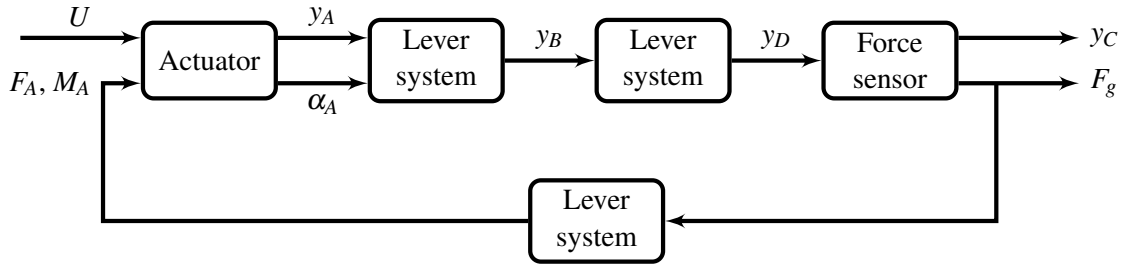 U
F_A, M_A
Actuator
y_A
α_A
Lever
system
y_B
Lever
system
y_D
Force
sensor
y_C
F_g
Lever
system